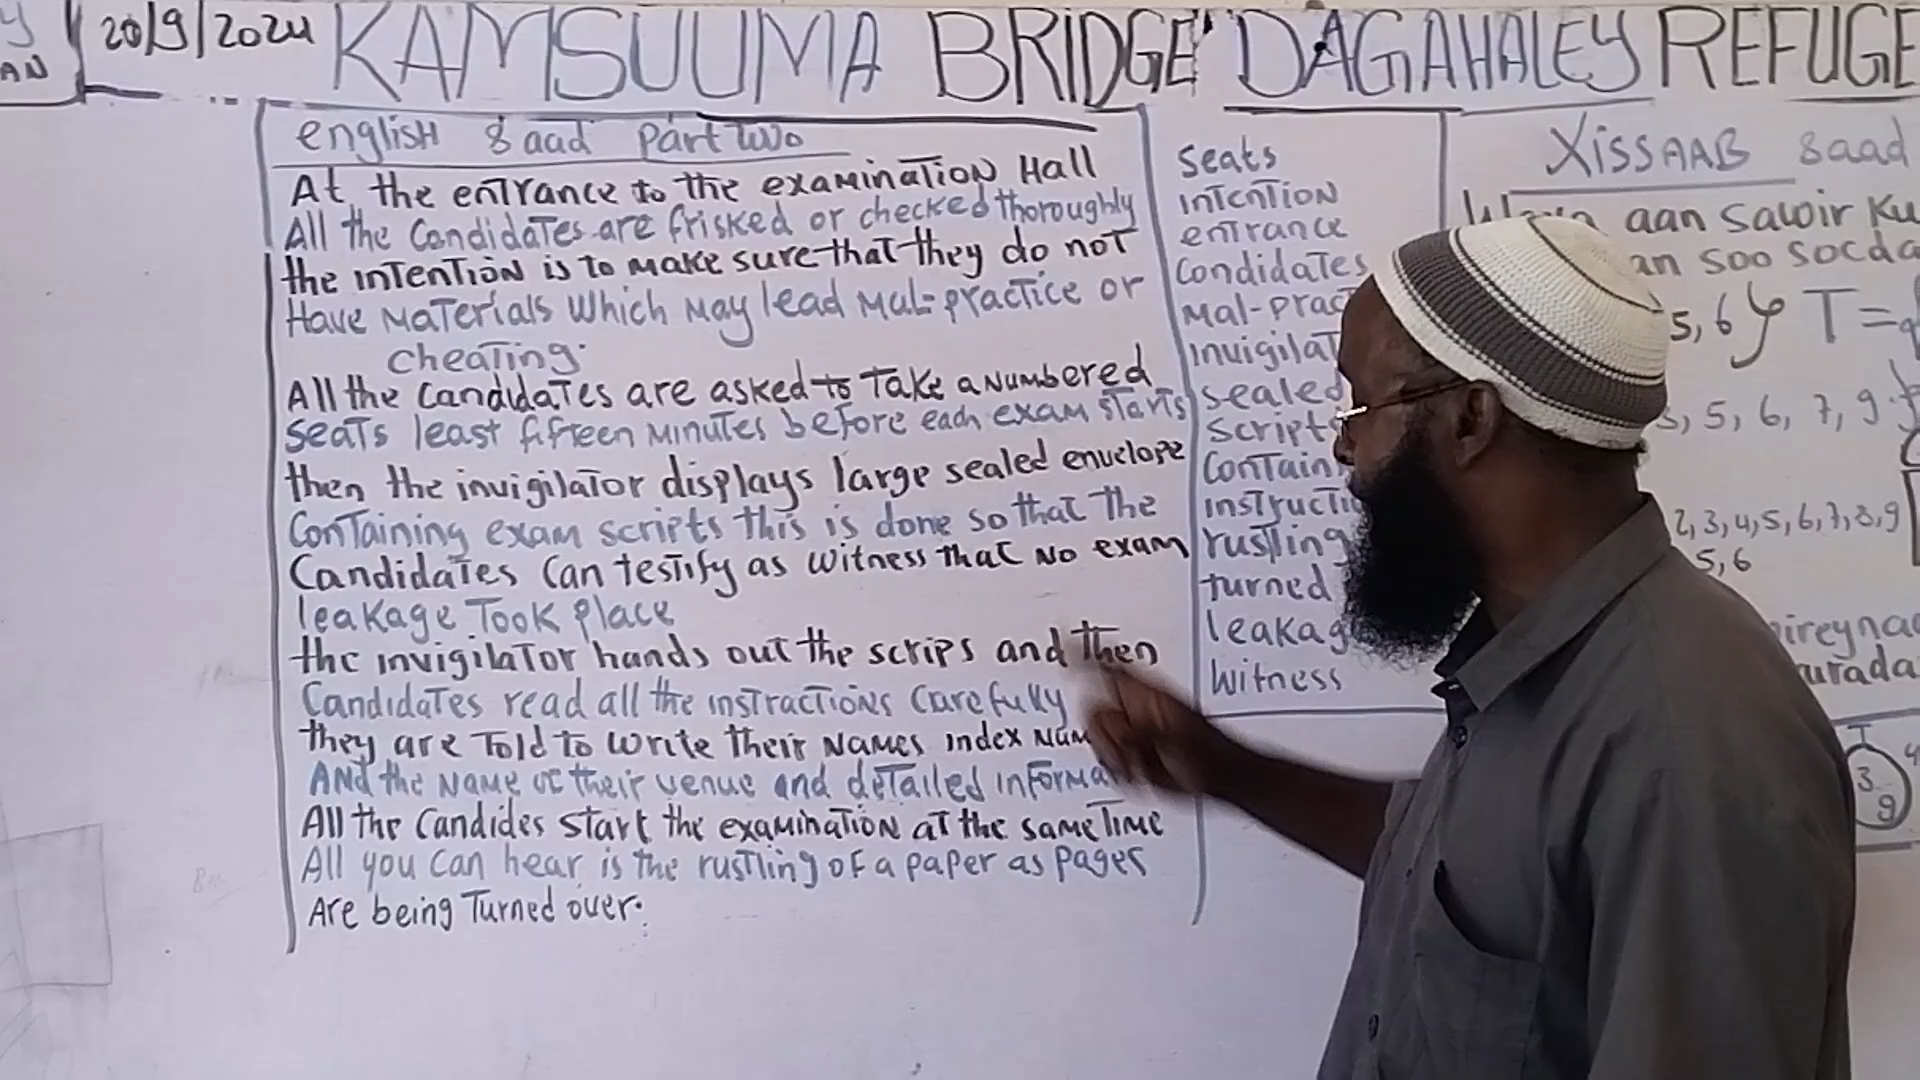 20/9/2024 KAMSUUMA BRIDGE DAGAHALEY REFUGE
AN
english 8aad part two
At the entrance to the examination Hall
All the Candidates are frisked or checked thoroughly
the intention is to make sure that they do not
Have materials which may lead mal-practice or
cheating.
All the candidates are asked to take a numbered
seats least fifteen minutes before each exam starts
then the invigilator displays large sealed envelope
Containing exam scripts this is done so that the
Candidates can testify as witness that no exam
leakage took place
the invigilator hands out the scrips and then
Candidates read all the instractions carefully
they are told to write their names index num
And the name of their venue and detailed informa
All the candides start the examination at the same time
All you can hear is the rustling of a paper as pages
Are being turned over.
Seats
intention
entrance
Condidates
mal-pract
invigilat
sealed
script
Contain
instructi
rustling
turned
leakag
witness
XISSAAB 8aad
aan sawir ku
an soo socda
5, 6} T =
3, 5, 6, 7, 9
2, 3, 4, 5, 6, 7, 8, 9
5, 6
ireyna
urada
T
3
9
4